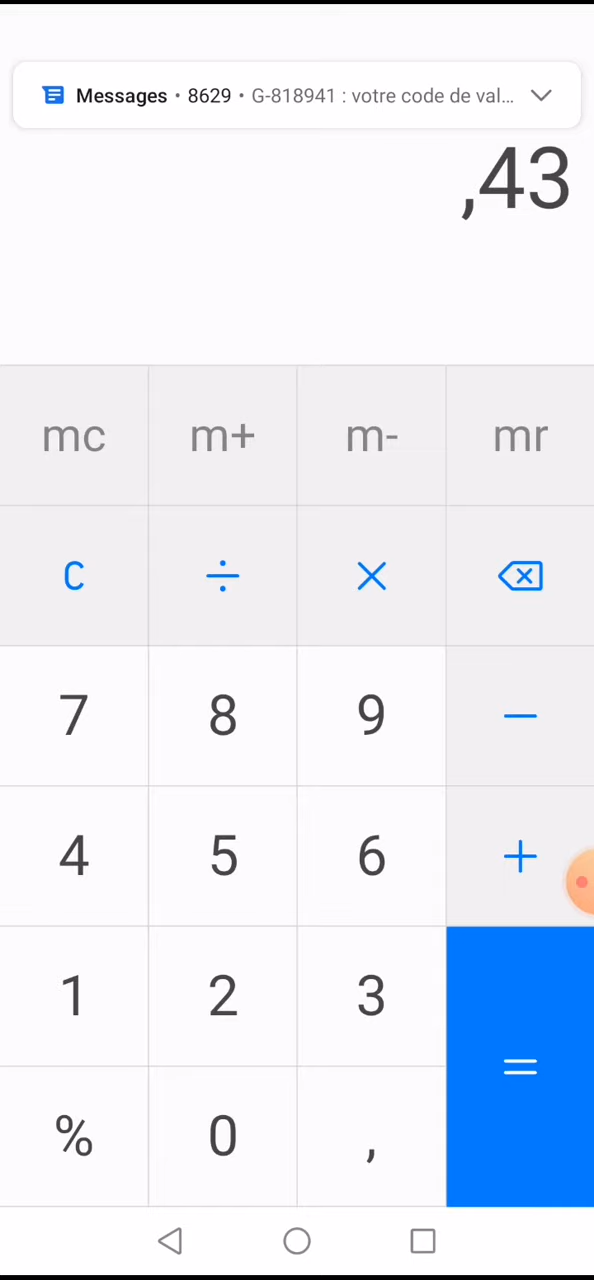 Messages • 8629 • G-818941 : votre code de val...
,43
mc m+ m- mr
C ÷ ×
7 8 9 −
4 5 6 +
1 2 3 =
% 0 ,